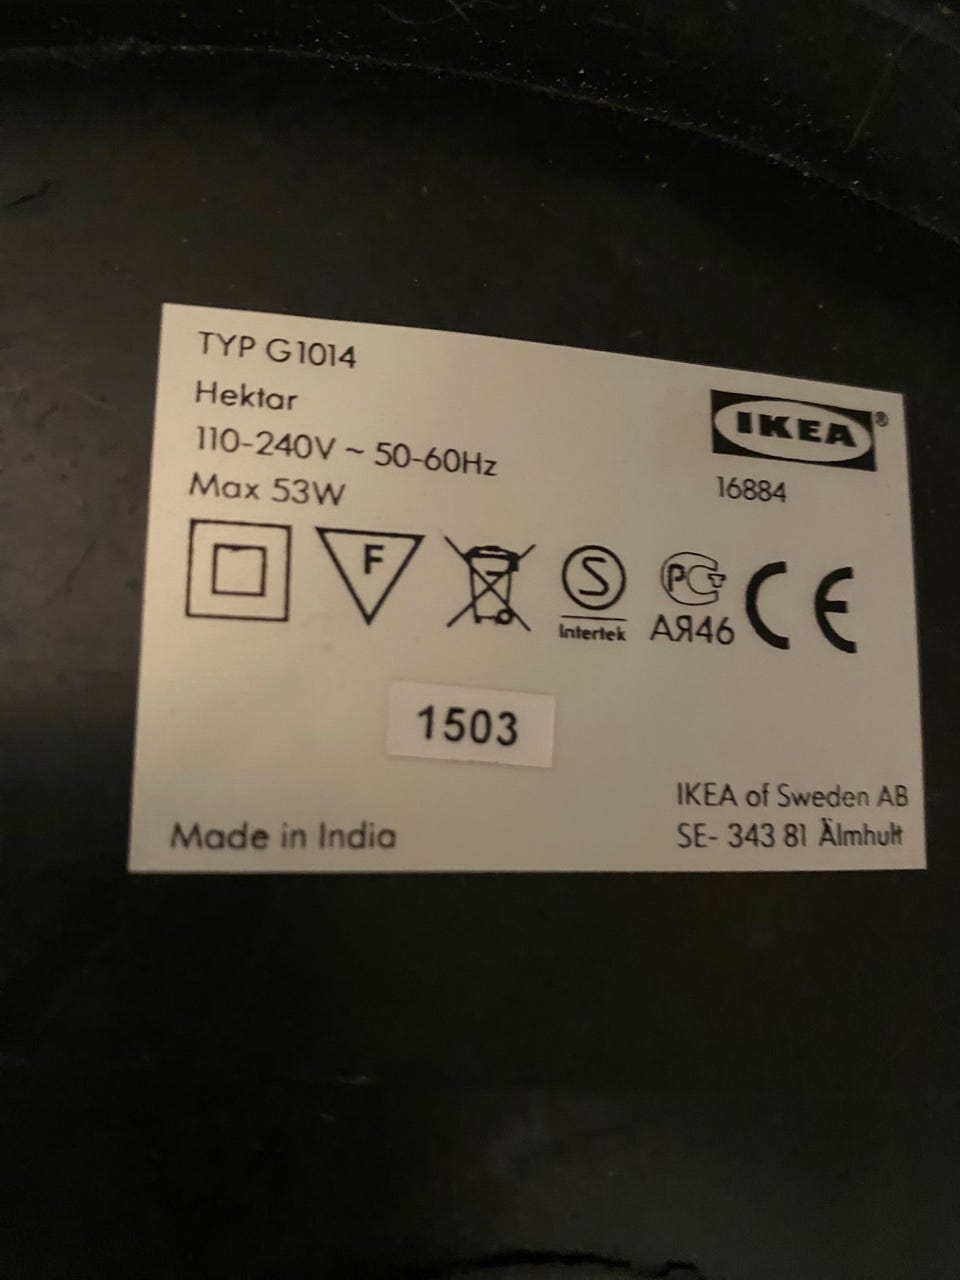 TYP G1014
Hektar
110-240V ~ 50-60Hz
Max 53W
IKEA®
16884
F
S
Intertek
РСТ
АЯ46
CE
1503
Made in India
IKEA of Sweden AB
SE- 343 81 Älmhult